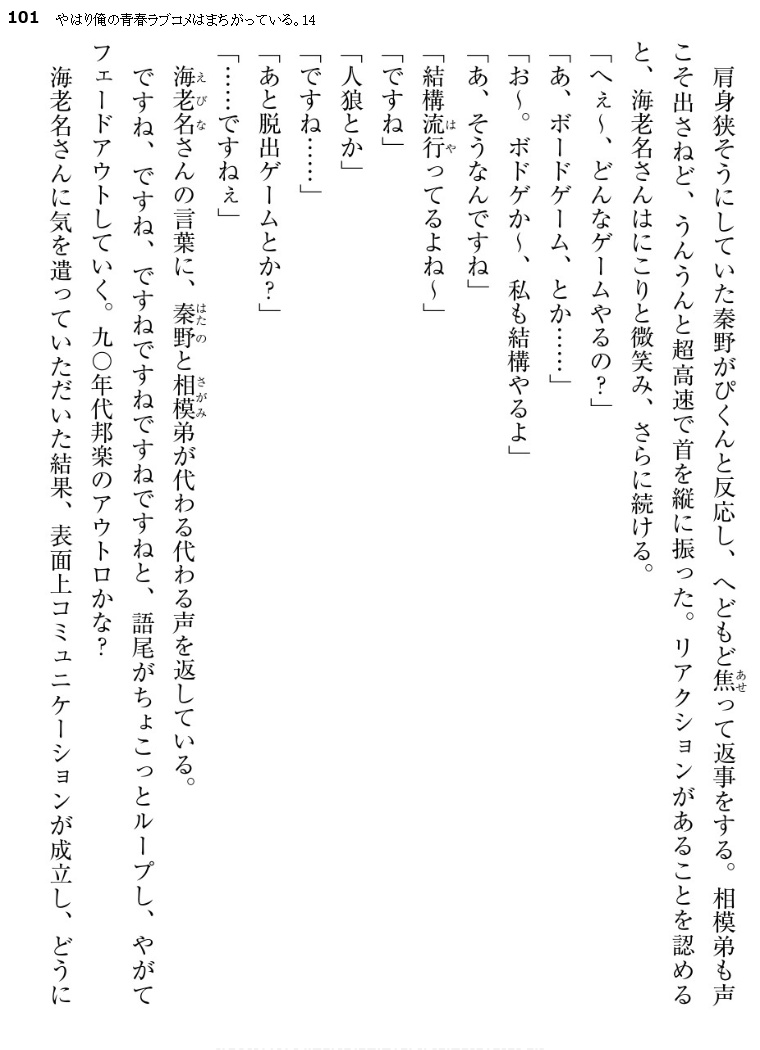 101 やはり俺の青春ラブコメはまちがっている。14
肩身狭そうにしていた秦野がぴくんと反応し、へどもど焦って返事をする。相模弟も声
こそ出さねど、うんうんと超高速で首を縦に振った。リアクションがあることを認める
と、海老名さんはにこりと微笑み、さらに続ける。
「へぇ～、どんなゲームやるの？」
「あ、ボードゲーム、とか……」
「お～。ボドゲか～、私も結構やるよ」
「あ、そうなんですね」
「結構流行ってるよね～」
「ですね」
「人狼とか」
「ですね……」
「あと脱出ゲームとか？」
「……ですねぇ」
海老名さんの言葉に、秦野と相模弟が代わる代わる声を返している。
ですね、ですね、ですねですねですねですねと、語尾がちょこっとループし、やがて
フェードアウトしていく。九〇年代邦楽のアウトロかな？
海老名さんに気を遣っていただいた結果、表面上コミュニケーションが成立し、どうに